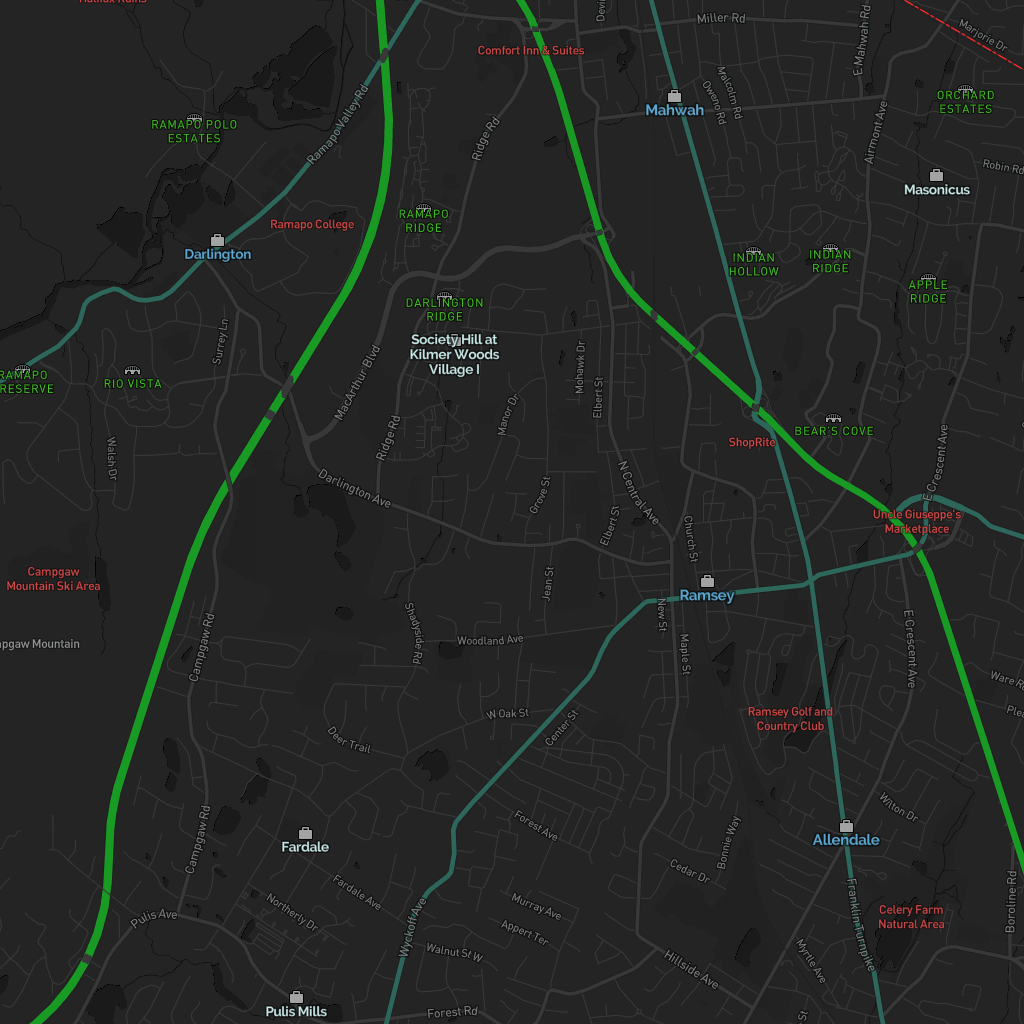 Miller Rd
Marjorie Dr
Comfort Inn & Suites
E Mahwah Rd
Malcolm Rd
Oweno Rd
ORCHARD
ESTATES
Mahwah
RAMAPO POLO
ESTATES
Ramapo Valley Rd
Ridge Rd
Airmont Ave
Robin Rd
Masonicus
RAMAPO
RIDGE
Ramapo College
Darlington
INDIAN
HOLLOW
INDIAN
RIDGE
APPLE
RIDGE
DARLINGTON
RIDGE
Society Hill at
Kilmer Woods
Village I
Surrey Ln
MacArthur Blvd
Mohawk Dr
Elbert St
RAMAPO
RESERVE
RIO VISTA
Manor Dr
Ridge Rd
BEAR'S COVE
ShopRite
Walsh Dr
Darlington Ave
Grove St
N Central Ave
E Crescent Ave
Elbert St
Church St
Uncle Giuseppe's
Marketplace
Campgaw
Mountain Ski Area
Jean St
Ramsey
New St
Shadyside Rd
Woodland Ave
Campgaw Rd
Maple St
E Crescent Ave
pgaw Mountain
Ware R
Ramsey Golf and
Country Club
W Oak St
Center St
Deer Trail
Wilton Dr
Campgaw Rd
Fardale
Forest Ave
Bonnie Way
Allendale
Cedar Dr
Fardale Ave
Northerly Dr
Pulis Ave
Murray Ave
Appert Ter
Wyckoff Ave
Walnut St W
Franklin Turnpike
Celery Farm
Natural Area
Boroline Rd
Myrtle Ave
Hillside Ave
Pulis Mills
Forest Rd
St